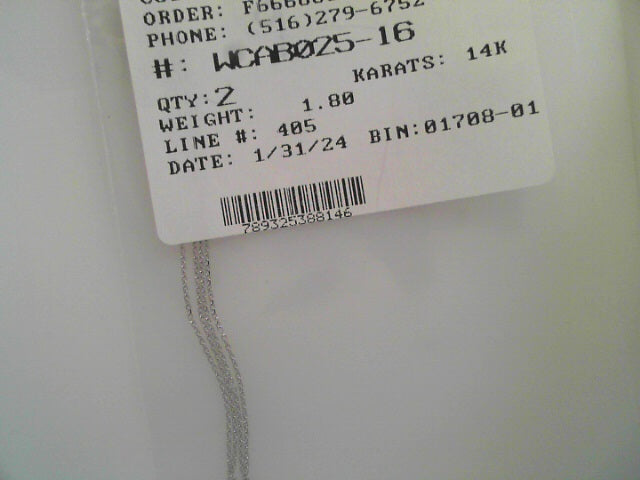 ORDER:
PHONE: (516)279-6752
#: WCAB025-16
QTY: 2 KARATS: 14K
WEIGHT: 1.80
LINE #: 405
DATE: 1/31/24 BIN:01708-01
789325388146